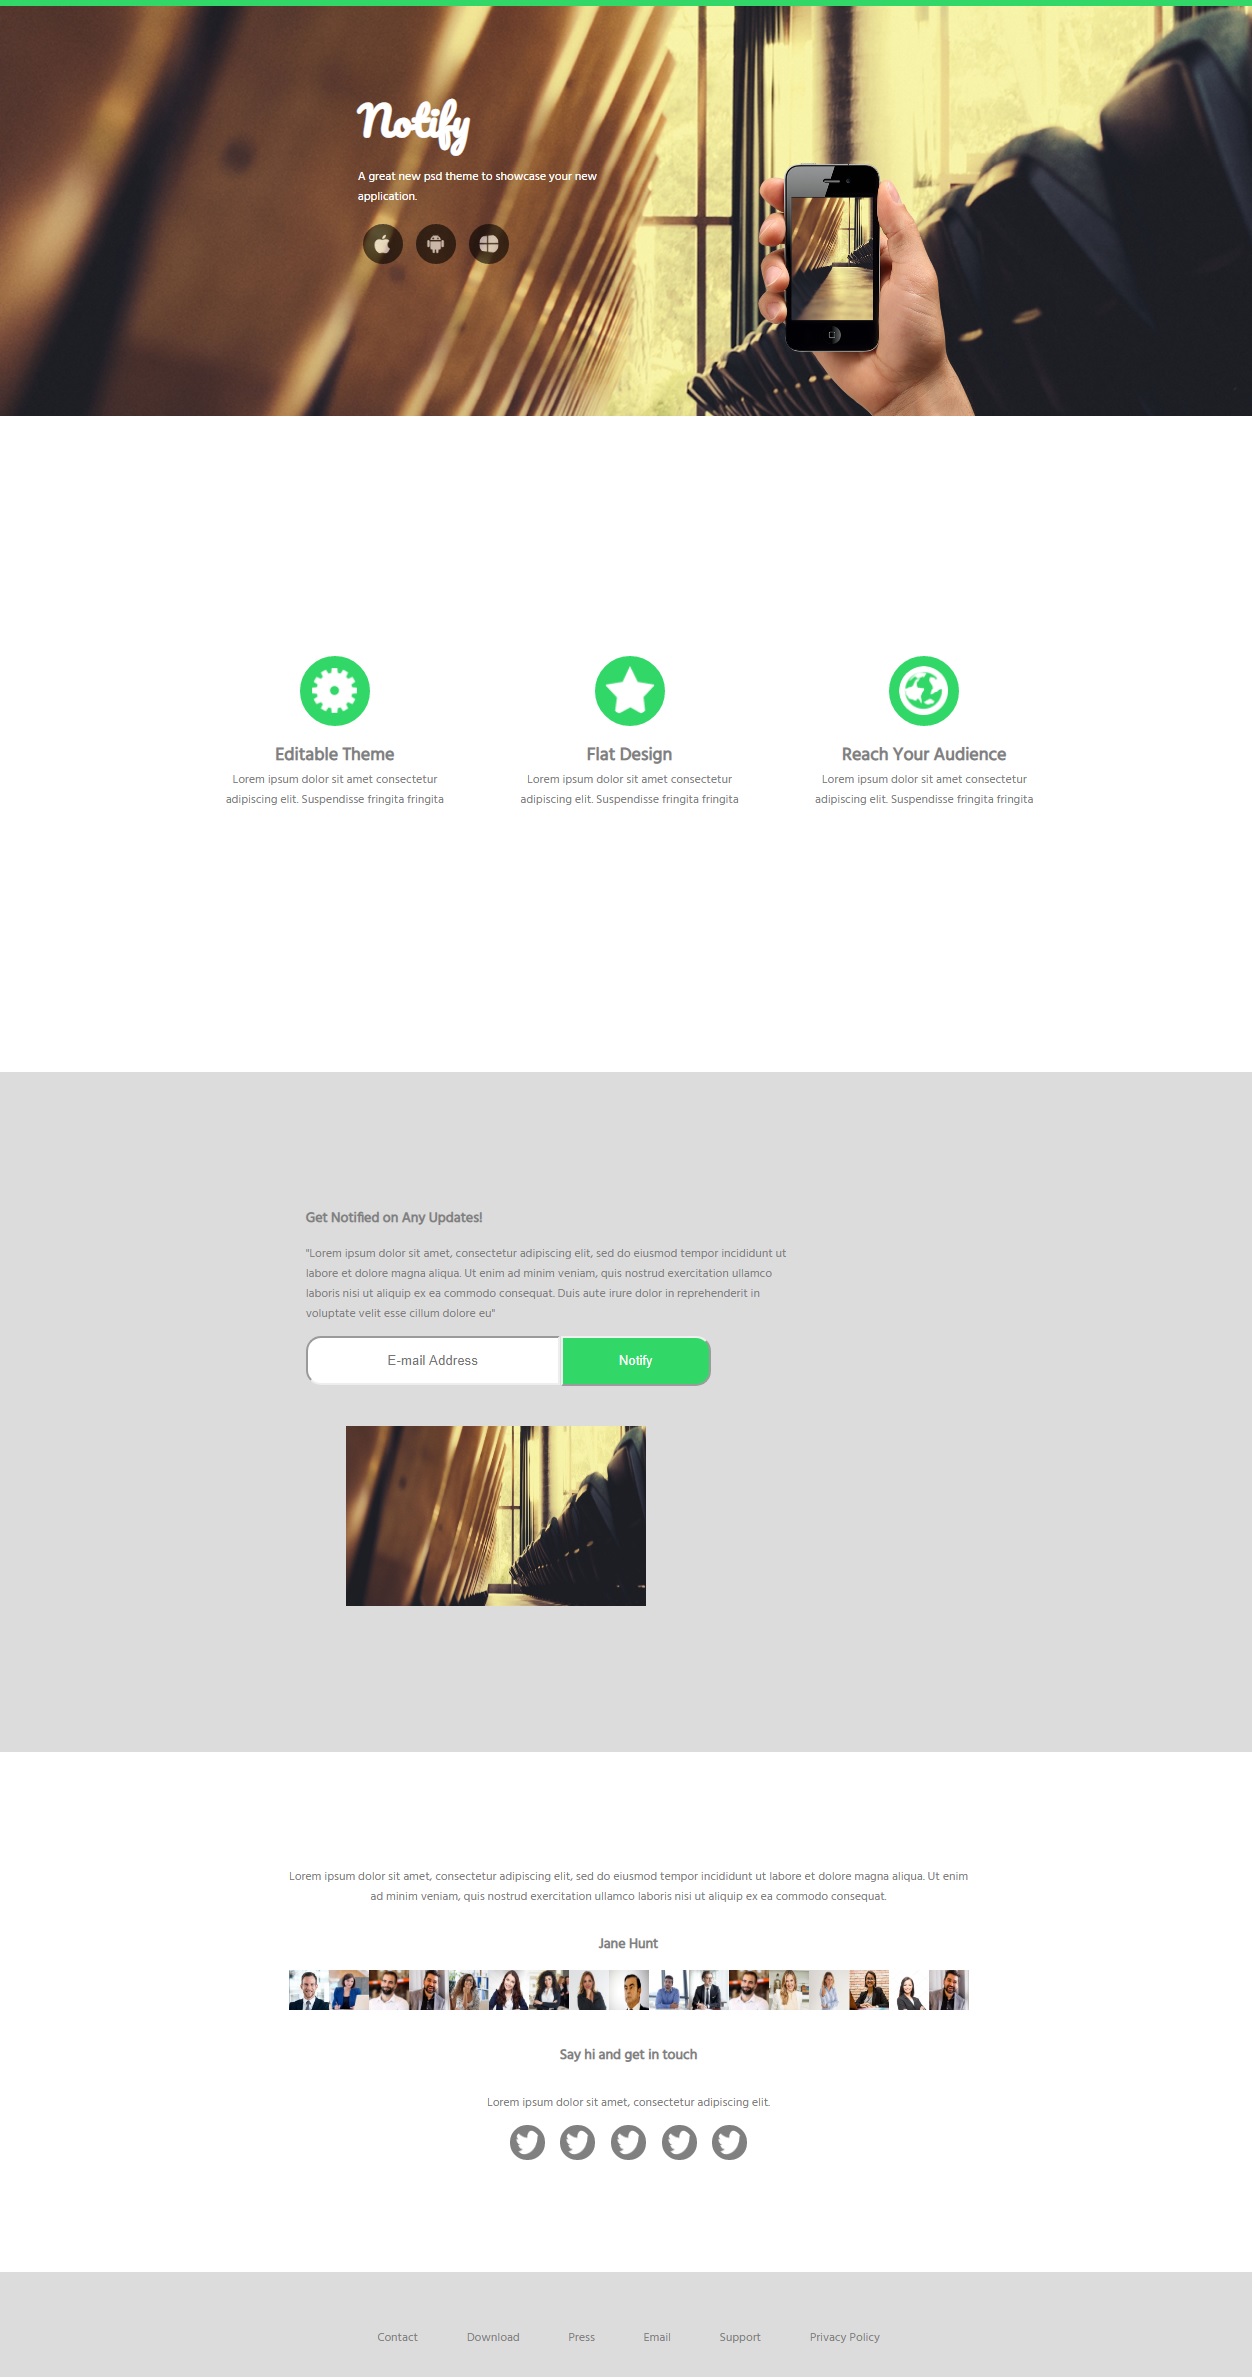 Notify
A great new psd theme to showcase your new
application.
Editable Theme
Flat Design
Reach Your Audience
Lorem ipsum dolor sit amet consectetur
adipiscing elit. Suspendisse fringita fringita
Lorem ipsum dolor sit amet consectetur
adipiscing elit. Suspendisse fringita fringita
Lorem ipsum dolor sit amet consectetur
adipiscing elit. Suspendisse fringita fringita
Get Notified on Any Updates!
"Lorem ipsum dolor sit amet, consectetur adipiscing elit, sed do eiusmod tempor incididunt ut
labore et dolore magna aliqua. Ut enim ad minim veniam, quis nostrud exercitation ullamco
laboris nisi ut aliquip ex ea commodo consequat. Duis aute irure dolor in reprehenderit in
voluptate velit esse cillum dolore eu"
E-mail Address
Notify
Lorem ipsum dolor sit amet, consectetur adipiscing elit, sed do eiusmod tempor incididunt ut labore et dolore magna aliqua. Ut enim
ad minim veniam, quis nostrud exercitation ullamco laboris nisi ut aliquip ex ea commodo consequat.
Jane Hunt
Say hi and get in touch
Lorem ipsum dolor sit amet, consectetur adipiscing elit.
Contact Download Press Email Support Privacy Policy